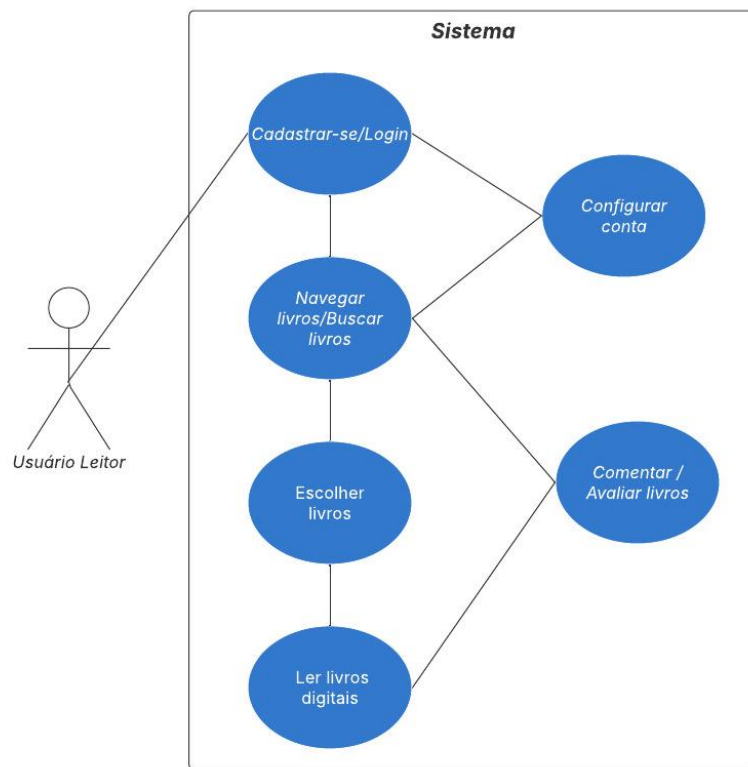 Sistema
Cadastrar-se/Login
Configurar
conta
Navegar
livros/Buscar
livros
Usuário Leitor
Escolher
livros
Comentar /
Avaliar livros
Ler livros
digitais